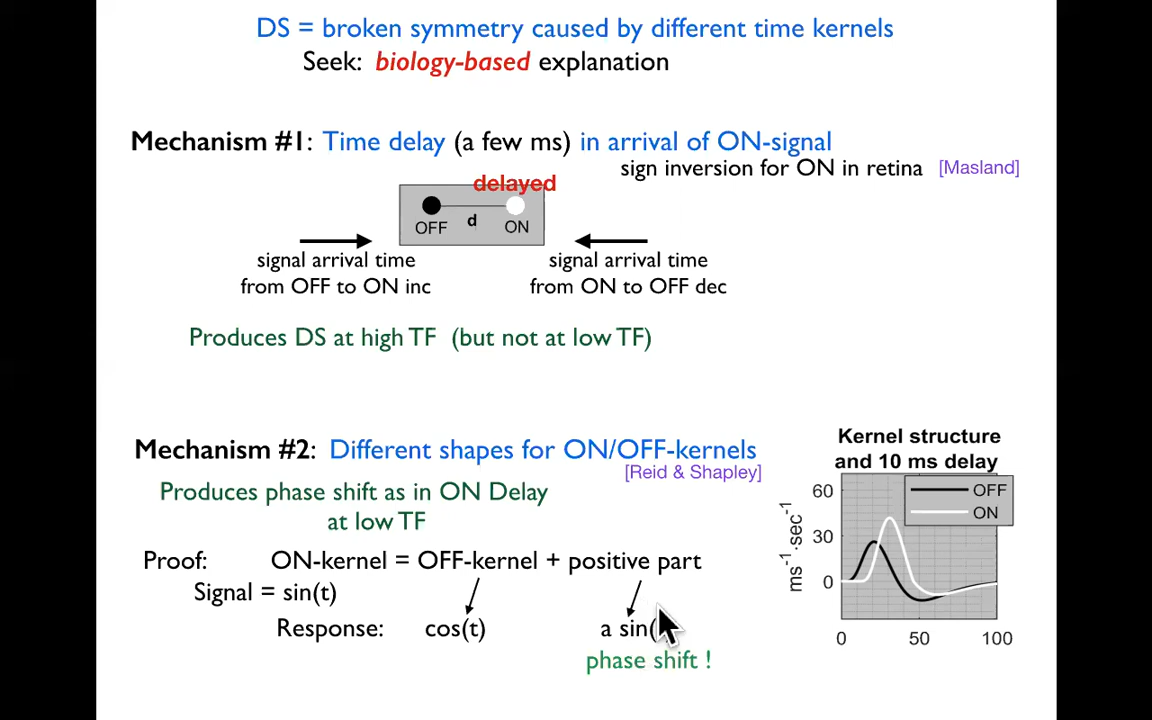 DS = broken symmetry caused by different time kernels
Seek: biology-based explanation
Mechanism #1: Time delay (a few ms) in arrival of ON-signal
sign inversion for ON in retina [Masland]
delayed
OFF d ON
signal arrival time
from OFF to ON inc
signal arrival time
from ON to OFF dec
Produces DS at high TF (but not at low TF)
Mechanism #2: Different shapes for ON/OFF-kernels
[Reid & Shapley]
Produces phase shift as in ON Delay
at low TF
Proof: ON-kernel = OFF-kernel + positive part
Signal = sin(t)
Response: cos(t) a sin(
phase shift !
Kernel structure
and 10 ms delay
OFF
ON
ms-1·sec-1
60
30
0
0 50 100